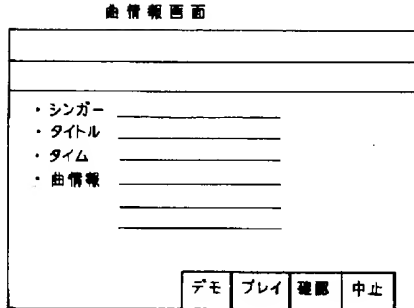 曲情報画面
・シンガー
・タイトル
・タイム
・曲情報
デモ プレイ 確認 中止